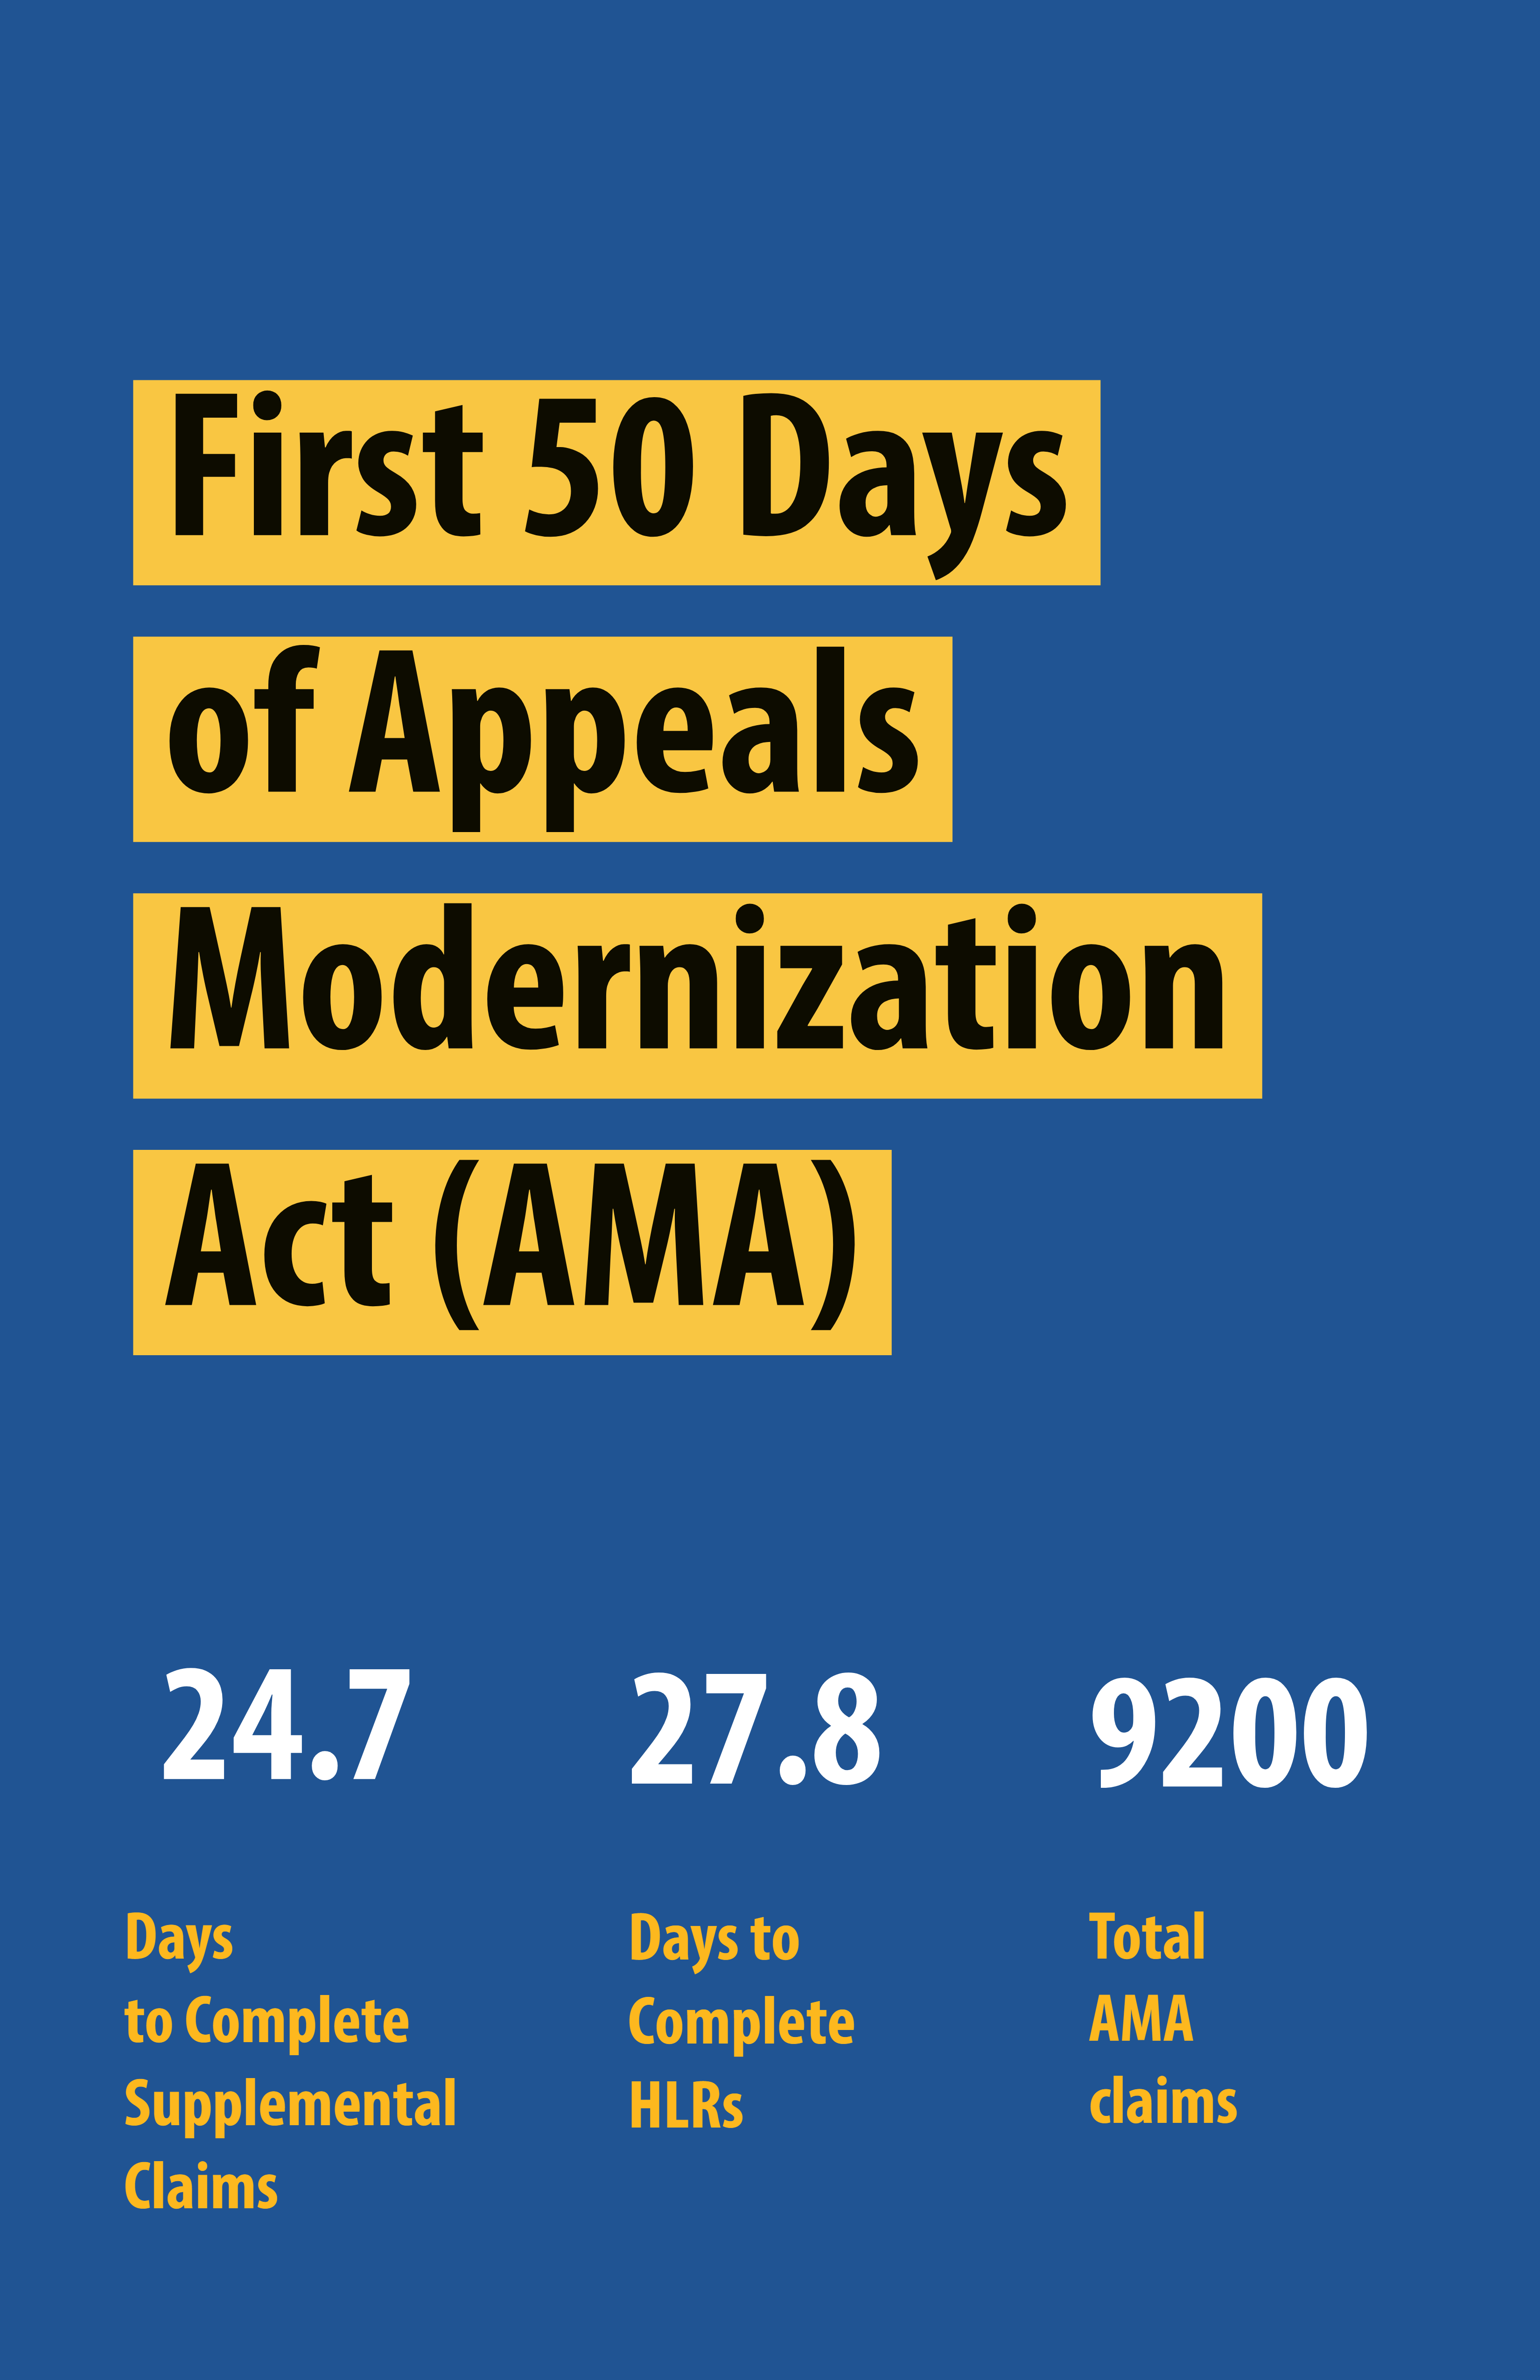 First 50 Days
of Appeals
Modernization
Act (AMA)
24.7
Days
to Complete
Supplemental
Claims
27.8
Days to
Complete
HLRs
9200
Total
AMA
claims